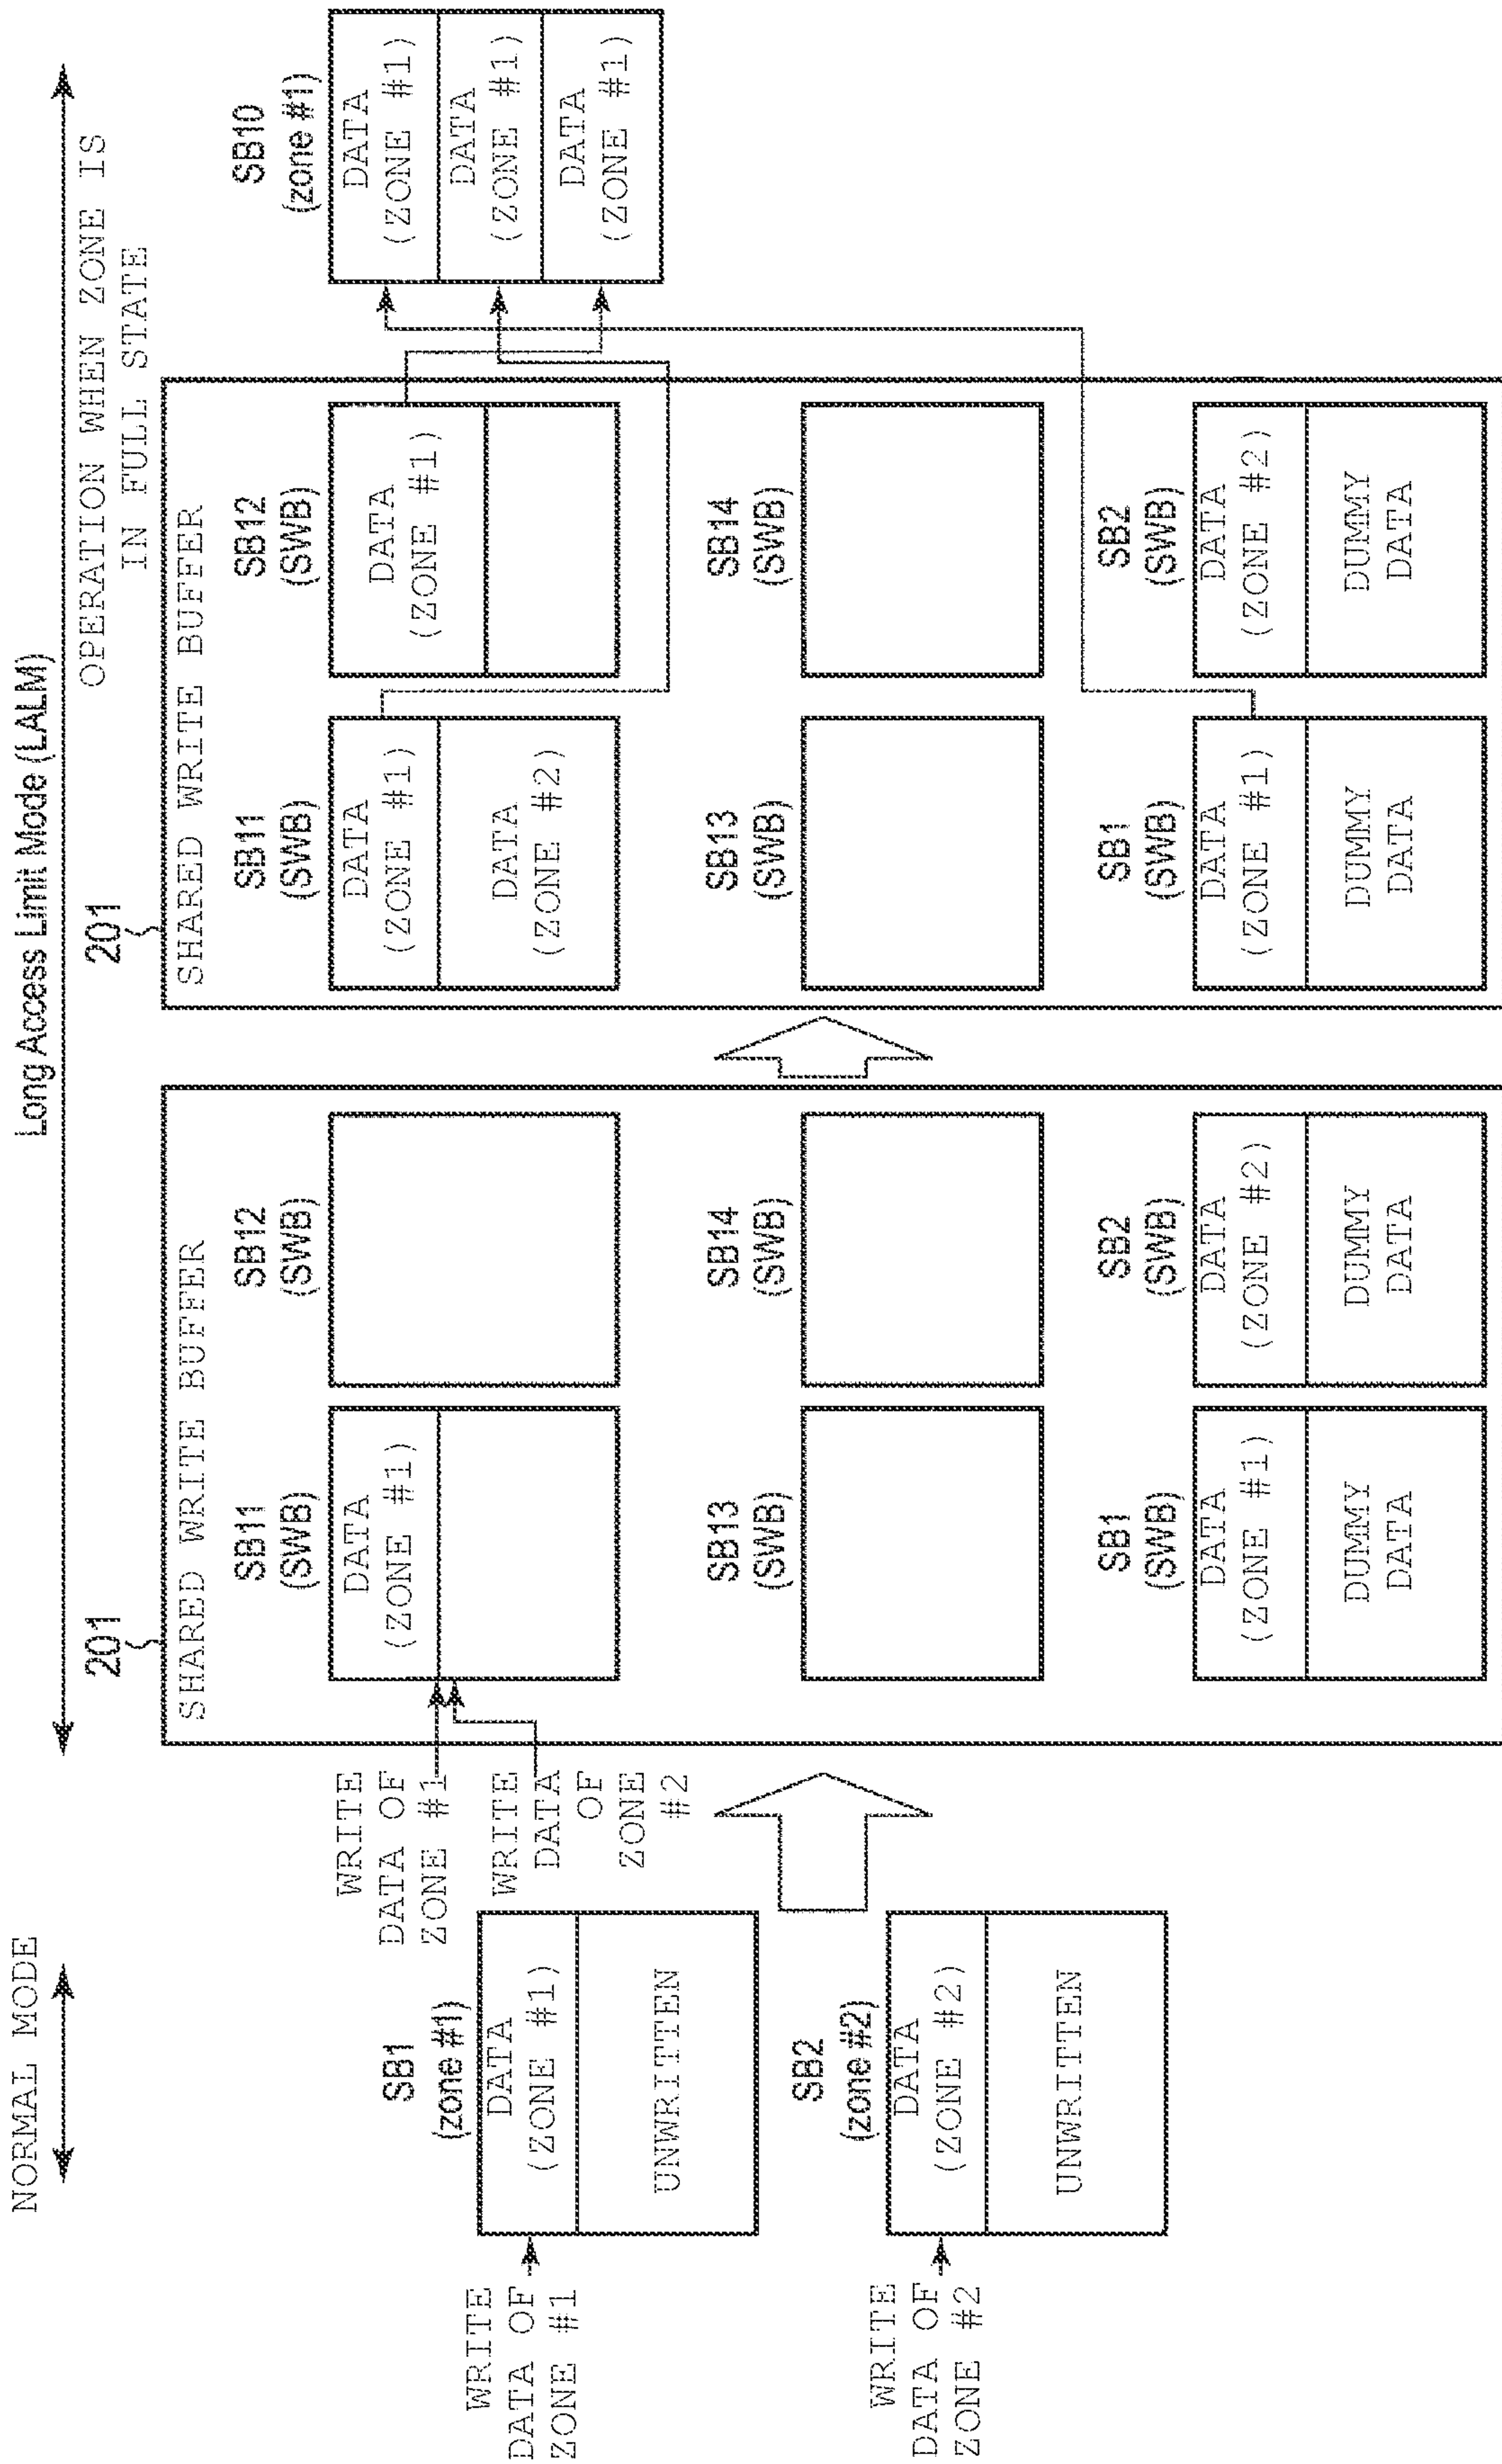 NORMAL MODE
Long Access Limit Mode (LALM)
OPERATION WHEN ZONE IS
IN FULL STATE
WRITE
DATA OF
ZONE #1
SB1
(zone #1)
DATA
(ZONE #1)
UNWRITTEN
WRITE
DATA OF
ZONE #2
SB2
(zone #2)
DATA
(ZONE #2)
UNWRITTEN
WRITE
DATA OF
ZONE #1
WRITE
DATA
OF
ZONE
#2
201
SHARED WRITE BUFFER
SB11
(SWB)
DATA
(ZONE #1)
SB12
(SWB)
SB13
(SWB)
SB14
(SWB)
SB1
(SWB)
DATA
(ZONE #1)
DUMMY
DATA
SB2
(SWB)
DATA
(ZONE #2)
DUMMY
DATA
201
SHARED WRITE BUFFER
SB11
(SWB)
DATA
(ZONE #1)
DATA
(ZONE #2)
SB12
(SWB)
DATA
(ZONE #1)
SB13
(SWB)
SB14
(SWB)
SB1
(SWB)
DATA
(ZONE #1)
DUMMY
DATA
SB2
(SWB)
DATA
(ZONE #2)
DUMMY
DATA
SB10
(zone #1)
DATA
(ZONE #1)
DATA
(ZONE #1)
DATA
(ZONE #1)